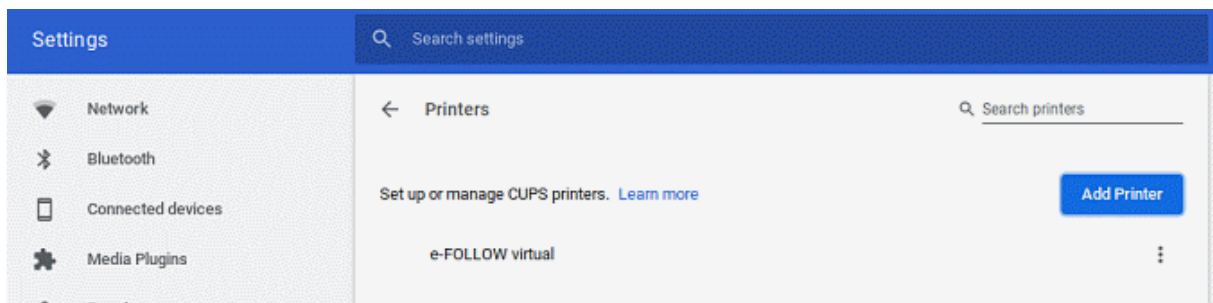 Settings
Search settings
Network
Bluetooth
Connected devices
Media Plugins
Printers
Search printers
Set up or manage CUPS printers. Learn more
Add Printer
e-FOLLOW virtual